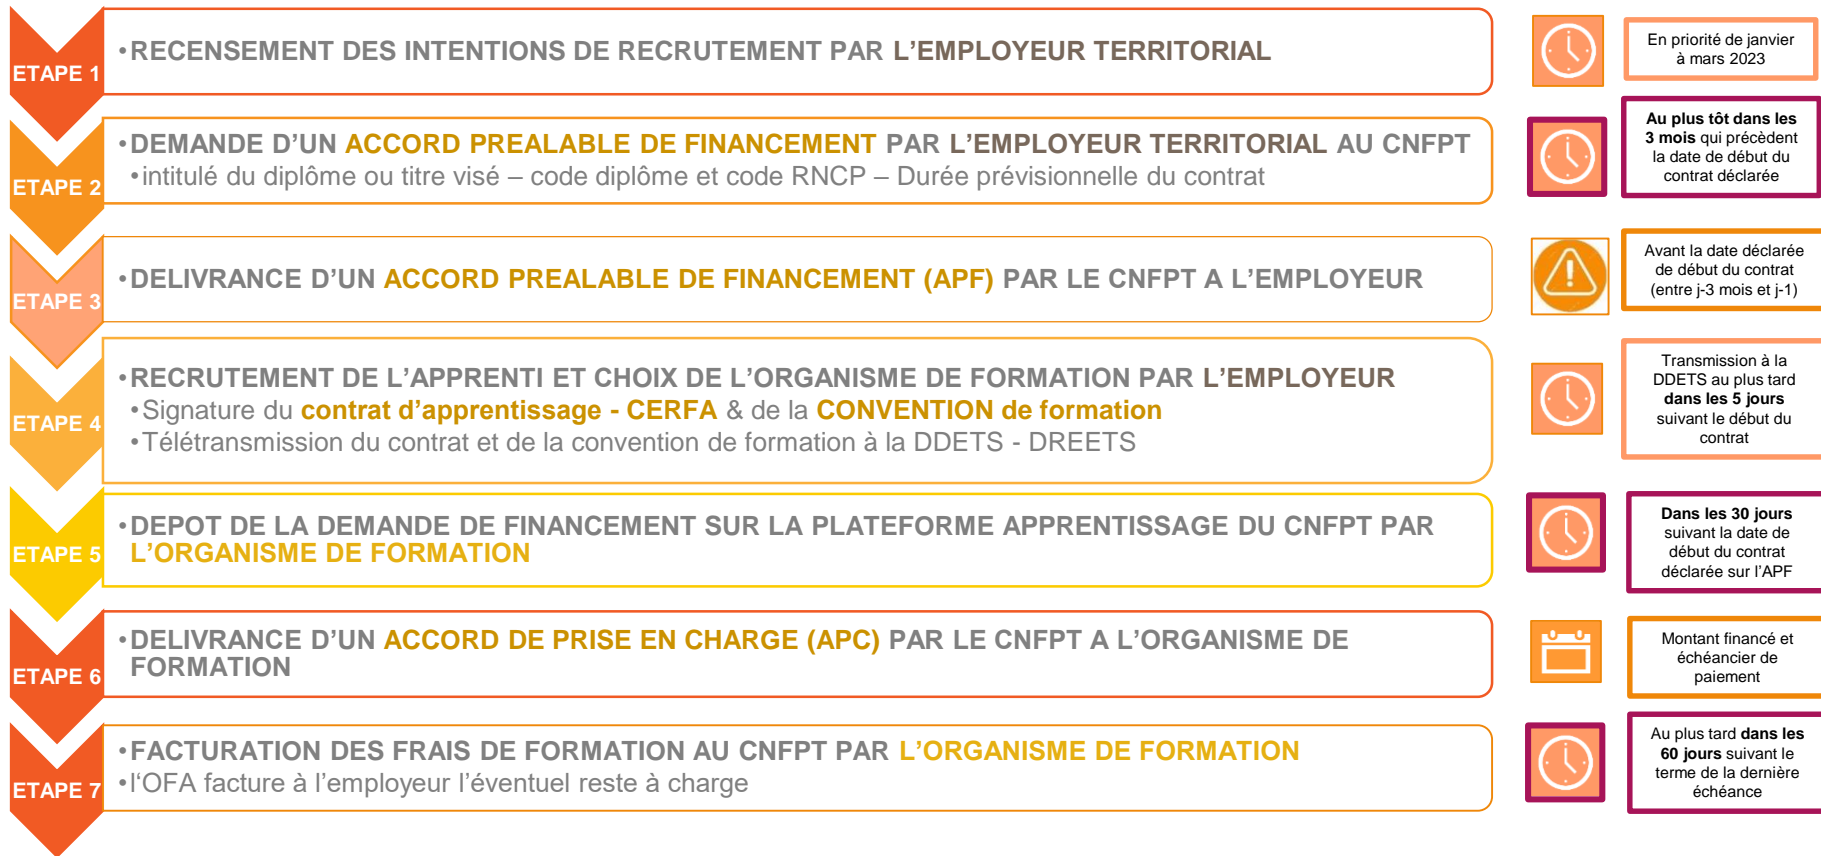 ETAPE 1
•RECENSEMENT DES INTENTIONS DE RECRUTEMENT PAR L’EMPLOYEUR TERRITORIAL
En priorité de janvier
à mars 2023
ETAPE 2
•DEMANDE D’UN ACCORD PREALABLE DE FINANCEMENT PAR L’EMPLOYEUR TERRITORIAL AU CNFPT
•intitulé du diplôme ou titre visé – code diplôme et code RNCP – Durée prévisionnelle du contrat
Au plus tôt dans les
3 mois qui précèdent
la date de début du
contrat déclarée
ETAPE 3
•DELIVRANCE D’UN ACCORD PREALABLE DE FINANCEMENT (APF) PAR LE CNFPT A L’EMPLOYEUR
Avant la date déclarée
de début du contrat
(entre j-3 mois et j-1)
ETAPE 4
•RECRUTEMENT DE L’APPRENTI ET CHOIX DE L’ORGANISME DE FORMATION PAR L’EMPLOYEUR
•Signature du contrat d’apprentissage - CERFA & de la CONVENTION de formation
•Télétransmission du contrat et de la convention de formation à la DDETS - DREETS
Transmission à la
DDETS au plus tard
dans les 5 jours
suivant le début du
contrat
ETAPE 5
•DEPOT DE LA DEMANDE DE FINANCEMENT SUR LA PLATEFORME APPRENTISSAGE DU CNFPT PAR
L’ORGANISME DE FORMATION
Dans les 30 jours
suivant la date de
début du contrat
déclarée sur l’APF
ETAPE 6
•DELIVRANCE D’UN ACCORD DE PRISE EN CHARGE (APC) PAR LE CNFPT A L’ORGANISME DE
FORMATION
Montant financé et
échéancier de
paiement
ETAPE 7
•FACTURATION DES FRAIS DE FORMATION AU CNFPT PAR L’ORGANISME DE FORMATION
•l‘OFA facture à l’employeur l’éventuel reste à charge
Au plus tard dans les
60 jours suivant le
terme de la dernière
échéance